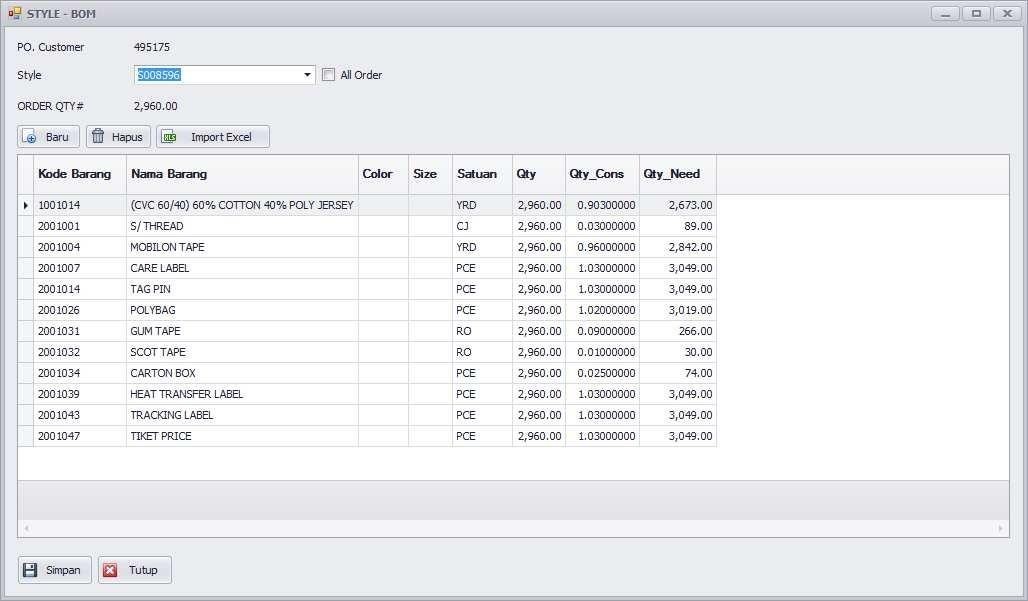 STYLE - BOM
PO. Customer 495175
Style S008596 All Order
ORDER QTY# 2,960.00
Baru Hapus XLS Import Excel
Kode Barang Nama Barang Color Size Satuan Qty Qty_Cons Qty_Need
1001014 (CVC 60/40) 60% COTTON 40% POLY JERSEY YRD 2,960.00 0.90300000 2,673.00
2001001 S/ THREAD CJ 2,960.00 0.03000000 89.00
2001004 MOBILON TAPE YRD 2,960.00 0.96000000 2,842.00
2001007 CARE LABEL PCE 2,960.00 1.03000000 3,049.00
2001014 TAG PIN PCE 2,960.00 1.03000000 3,049.00
2001026 POLYBAG PCE 2,960.00 1.02000000 3,019.00
2001031 GUM TAPE RO 2,960.00 0.09000000 266.00
2001032 SCOT TAPE RO 2,960.00 0.01000000 30.00
2001034 CARTON BOX PCE 2,960.00 0.02500000 74.00
2001039 HEAT TRANSFER LABEL PCE 2,960.00 1.03000000 3,049.00
2001043 TRACKING LABEL PCE 2,960.00 1.03000000 3,049.00
2001047 TIKET PRICE PCE 2,960.00 1.03000000 3,049.00
Simpan Tutup